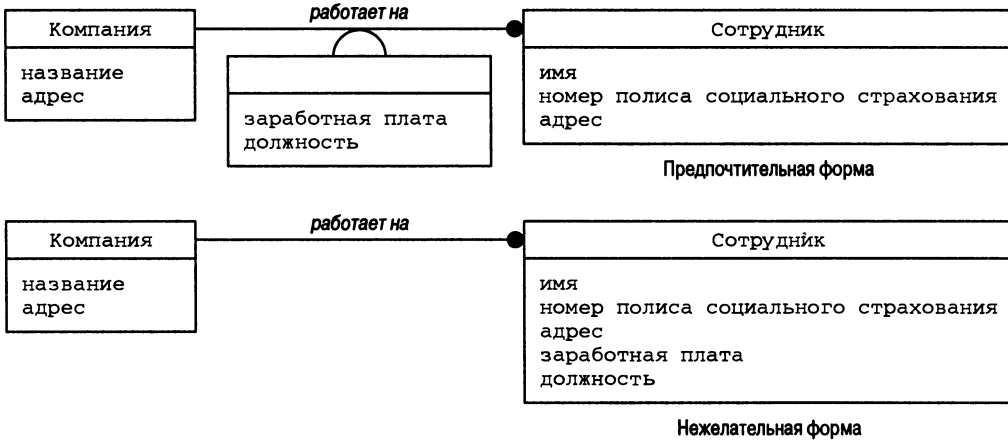 работает на
Компания
название
адрес
заработная плата
должность
Сотрудник
имя
номер полиса социального страхования
адрес
Предпочтительная форма
работает на
Компания
название
адрес
Сотрудник
имя
номер полиса социального страхования
адрес
заработная плата
должность
Нежелательная форма